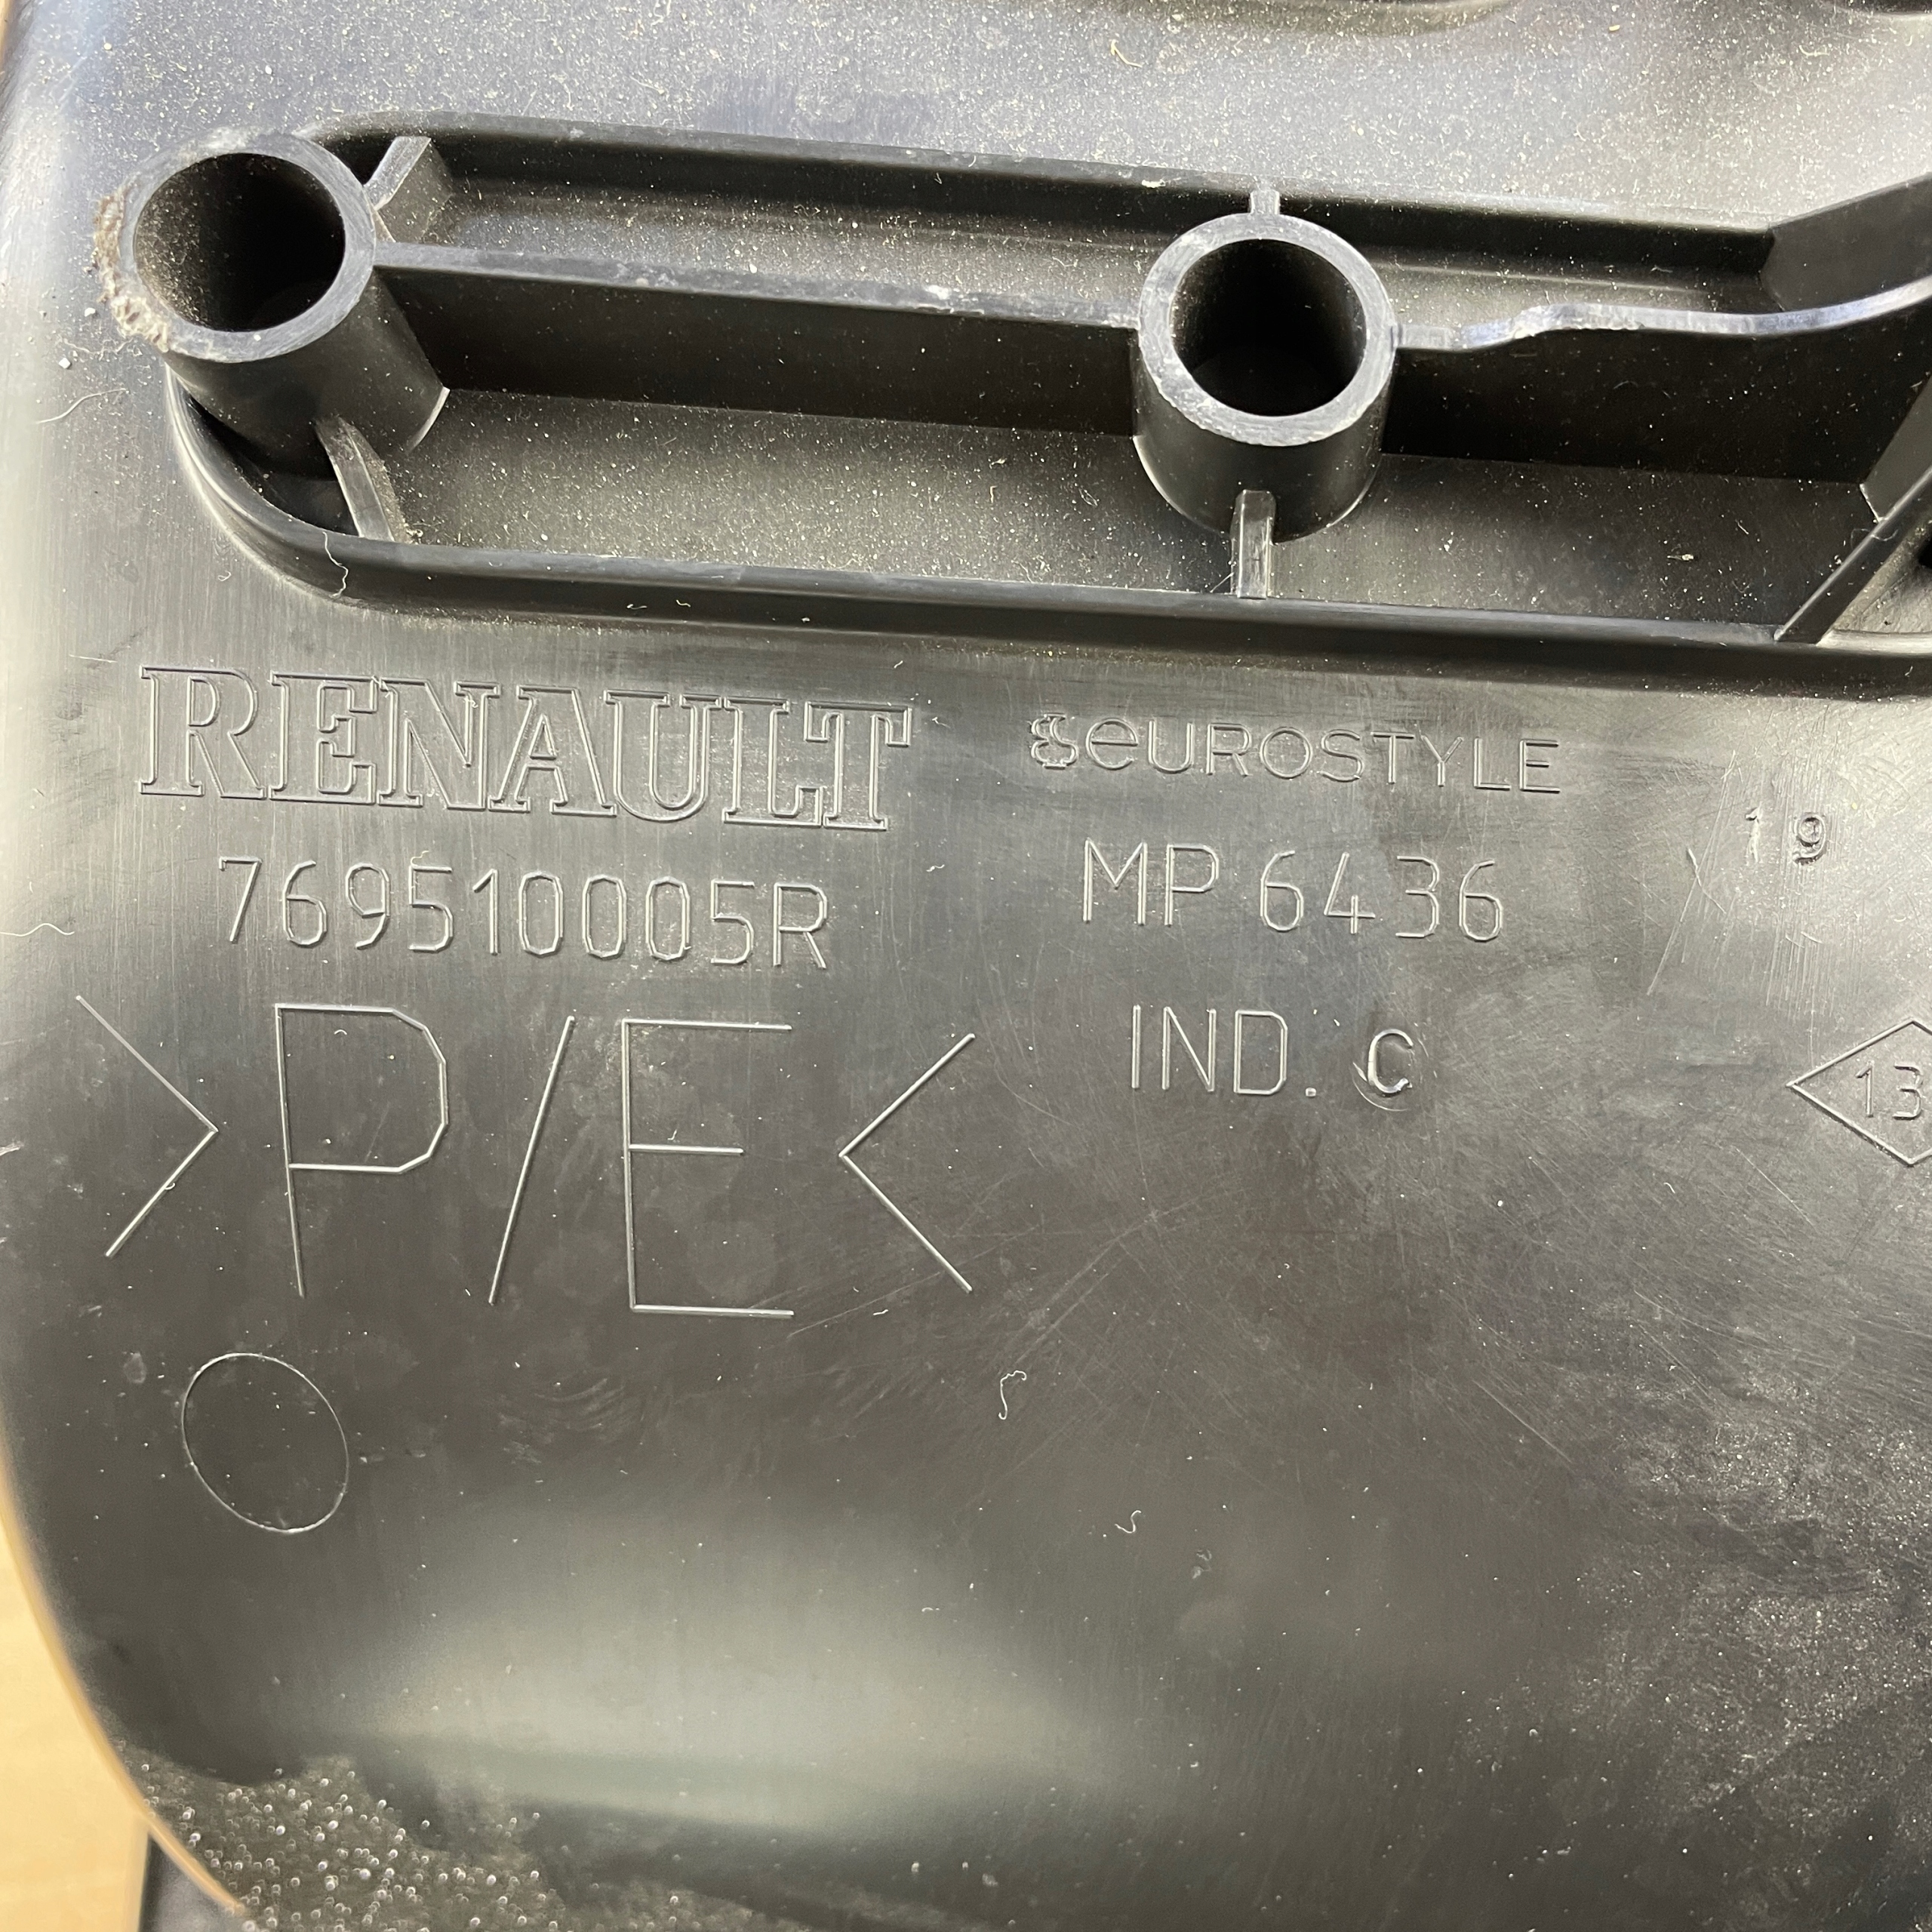 RENAULT
eUROSTYLE
769510005R
MP 6436
19
>P/E<
IND. C
13